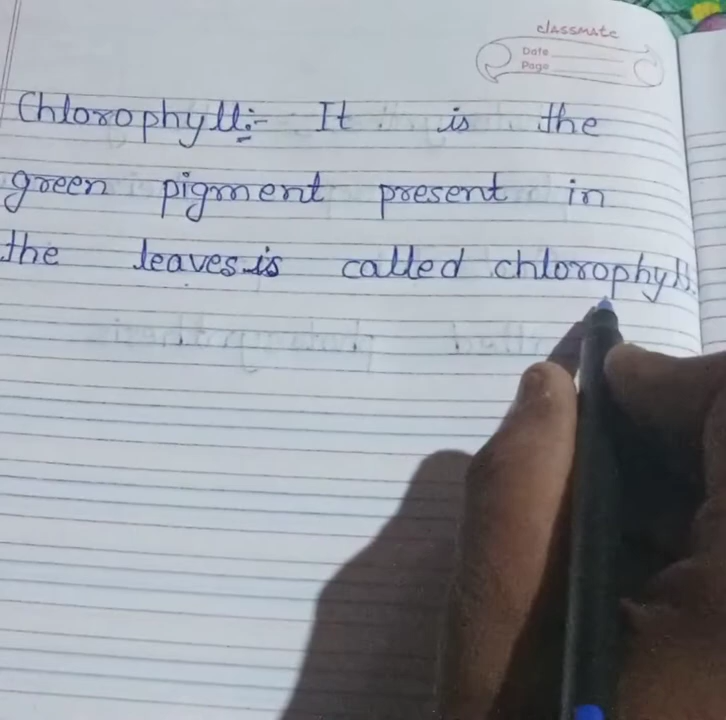 classmate
Date
Page
Chlorophyll:- It is the
green pigment present in
the leaves is called chlorophyll.